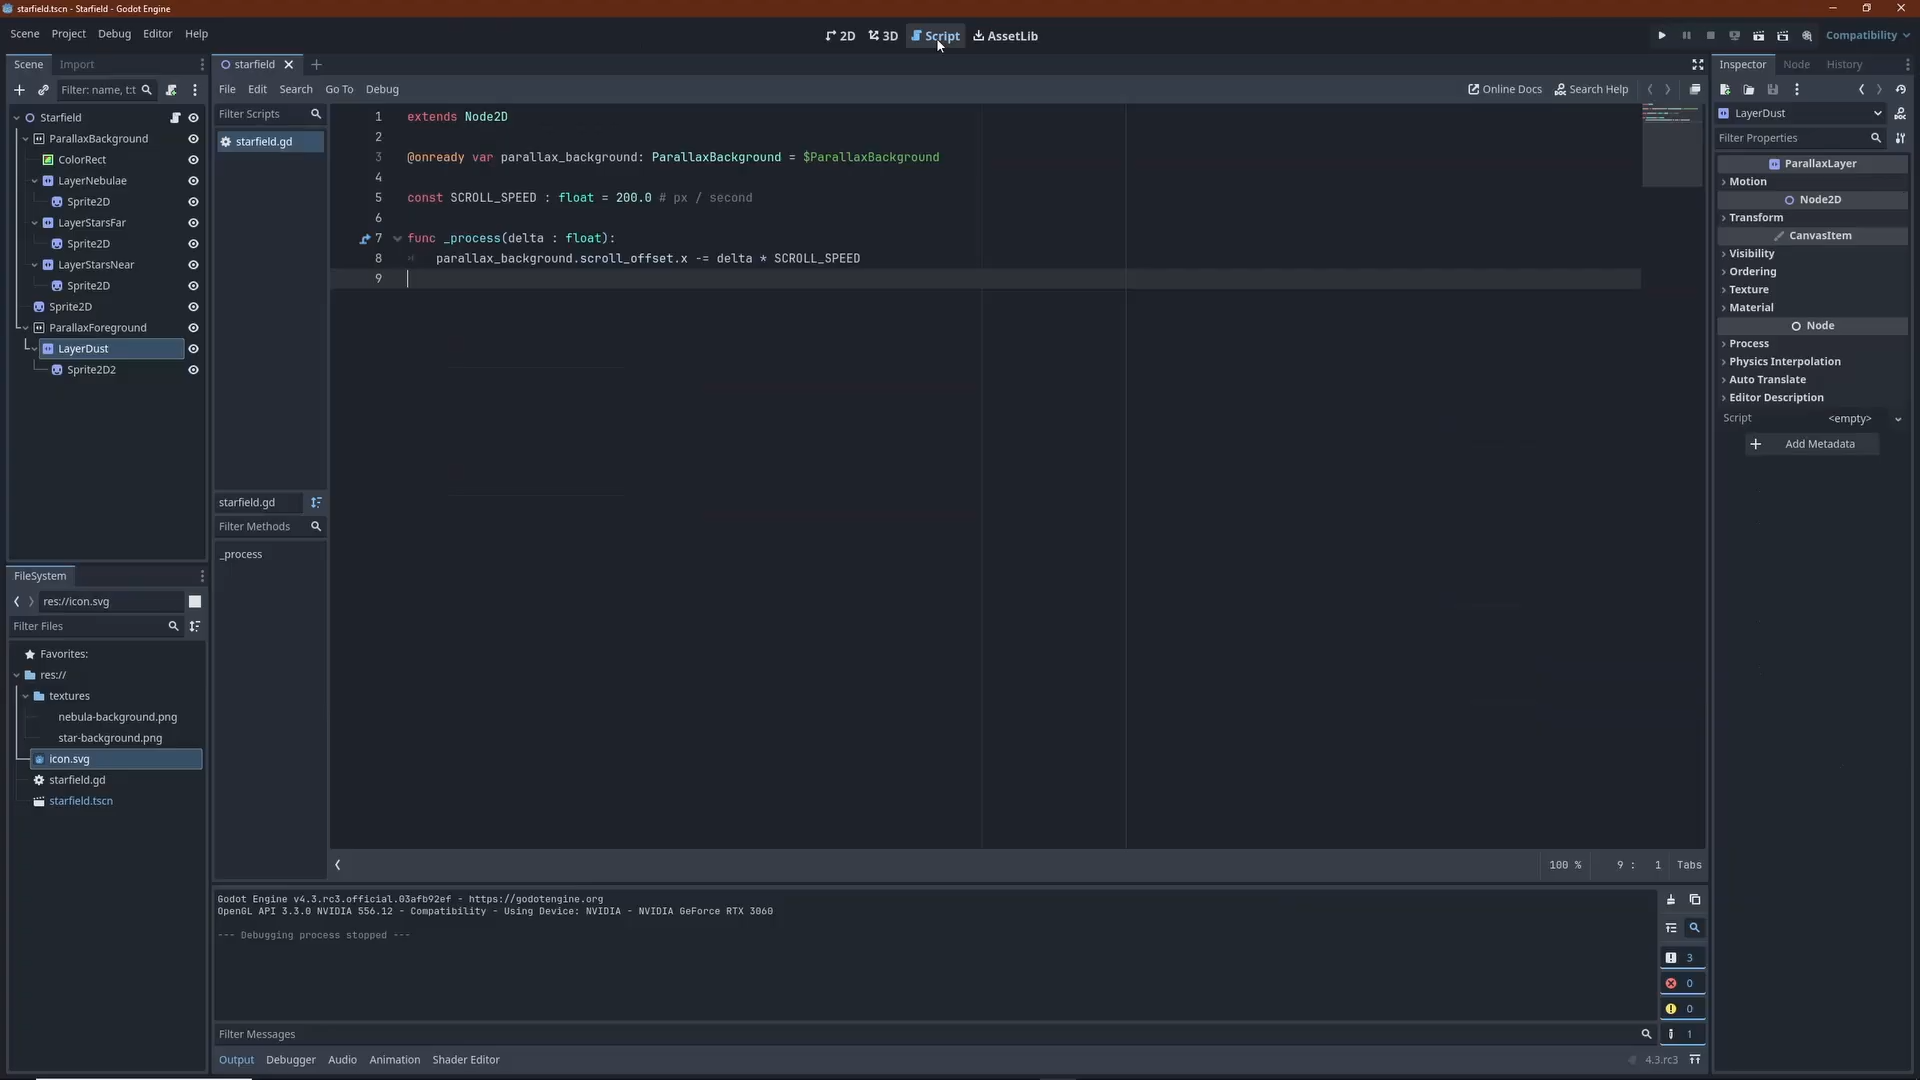 starfield.tscn - Starfield - Godot Engine
Scene Project Debug Editor Help
2D 3D Script AssetLib
Compatibility
Scene Import
Filter: name, t:t
Starfield
ParallaxBackground
ColorRect
LayerNebulae
Sprite2D
LayerStarsFar
Sprite2D
LayerStarsNear
Sprite2D
Sprite2D
ParallaxForeground
LayerDust
Sprite2D2
FileSystem
res://icon.svg
Filter Files
Favorites:
res://
textures
nebula-background.png
star-background.png
icon.svg
starfield.gd
starfield.tscn
starfield
File Edit Search Go To Debug
Online Docs Search Help
Filter Scripts
starfield.gd
starfield.gd
Filter Methods
_process
1 extends Node2D
2
3 @onready var parallax_background: ParallaxBackground = $ParallaxBackground
4
5 const SCROLL_SPEED : float = 200.0 # px / second
6
7 func _process(delta : float):
8 parallax_background.scroll_offset.x -= delta * SCROLL_SPEED
9
100 % 9 : 1 Tabs
Godot Engine v4.3.rc3.official.03afb92ef - https://godotengine.org
OpenGL API 3.3.0 NVIDIA 556.12 - Compatibility - Using Device: NVIDIA - NVIDIA GeForce RTX 3060
--- Debugging process stopped ---
3
0
0
1
Filter Messages
Output Debugger Audio Animation Shader Editor
4.3.rc3
Inspector Node History
LayerDust
Filter Properties
ParallaxLayer
Motion
Node2D
Transform
CanvasItem
Visibility
Ordering
Texture
Material
Node
Process
Physics Interpolation
Auto Translate
Editor Description
Script <empty>
Add Metadata